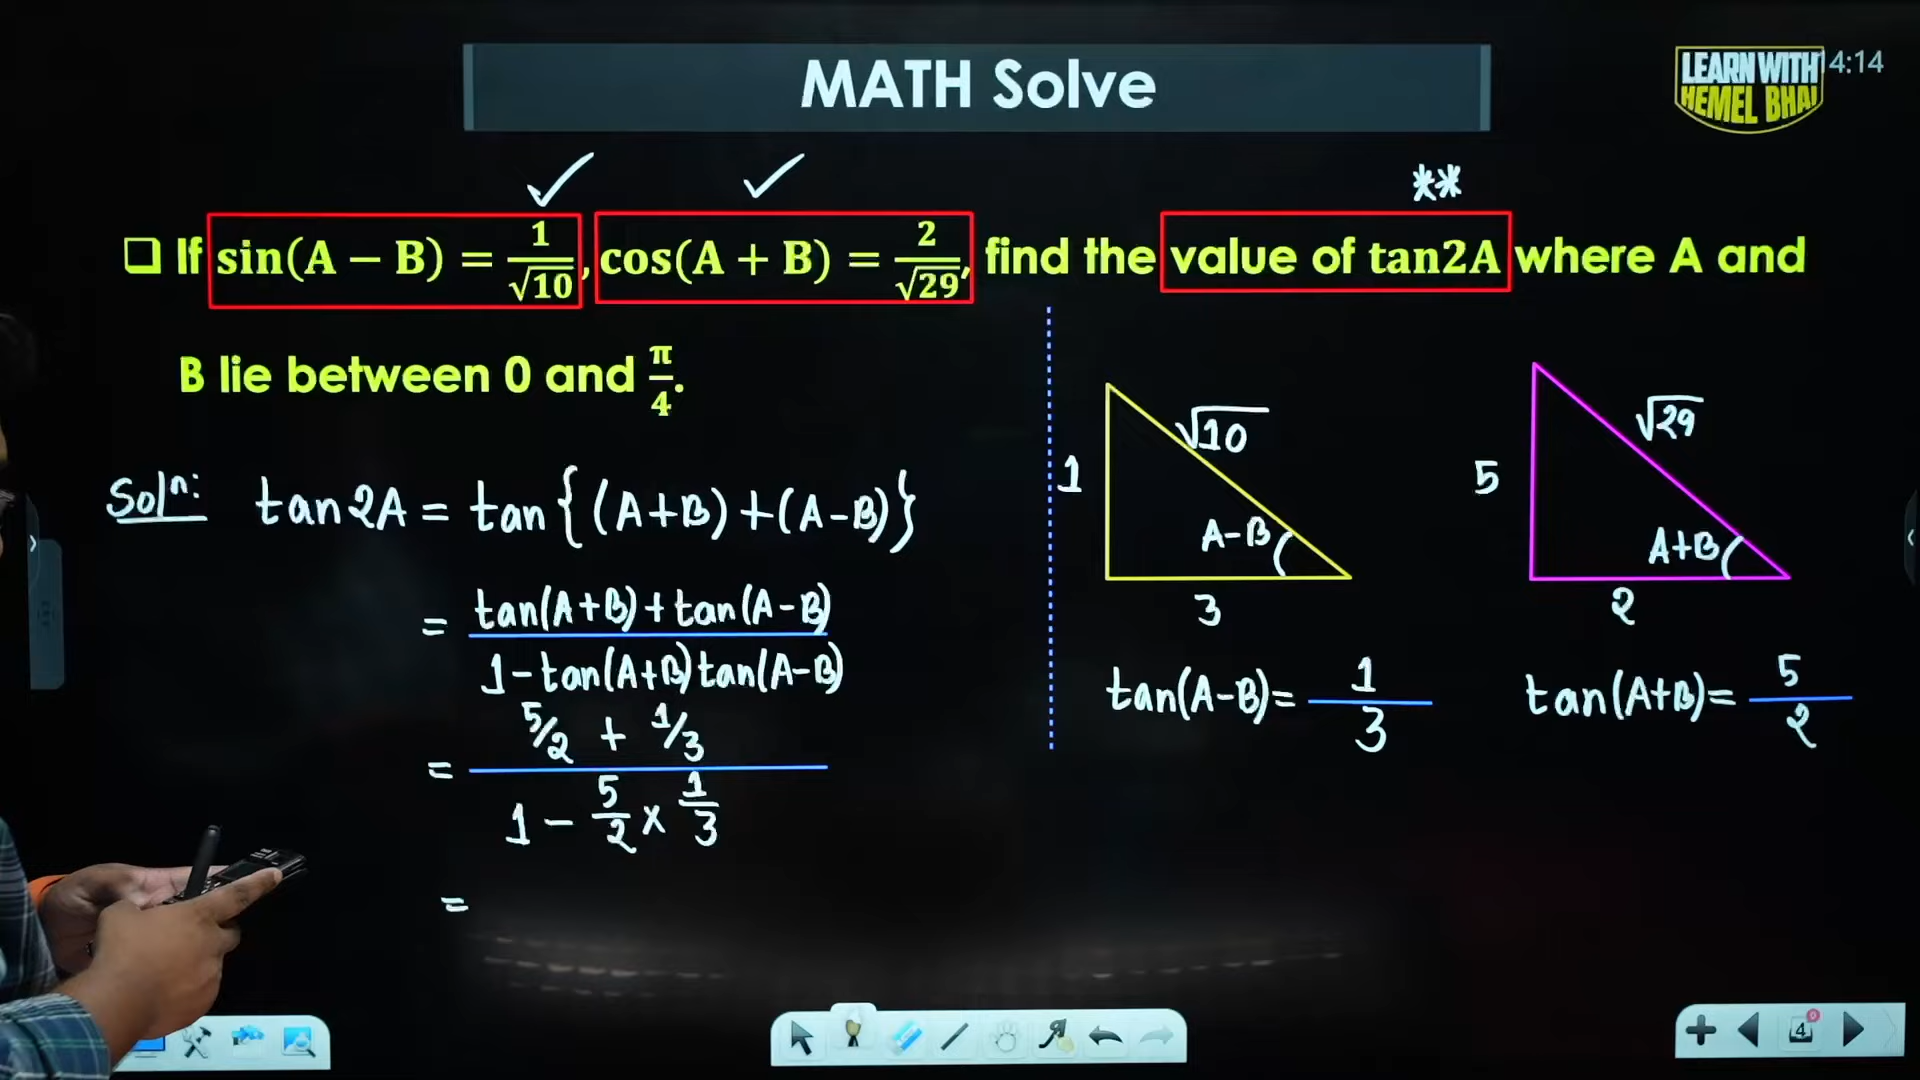 MATH Solve
LEARN WITH
HEMEL BHAI
4:14
**
❑ If sin(A − B) = 1/√10, cos(A + B) = 2/√29, find the value of tan2A where A and
B lie between 0 and π/4.
Solⁿ: tan2A = tan{(A+B)+(A-B)}
= tan(A+B)+tan(A-B) / 1-tan(A+B)tan(A-B)
= 5/2 + 1/3 / 1 - 5/2 × 1/3
=
√10
1
A-B
3
tan(A-B)= 1/3
√29
5
A+B
2
tan(A+B)= 5/2
4